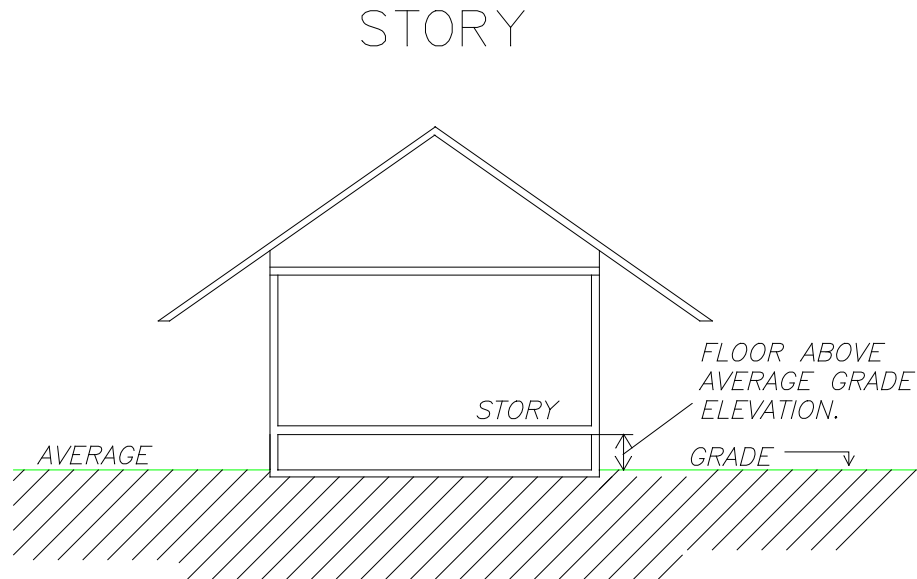 STORY
FLOOR ABOVE
AVERAGE GRADE
ELEVATION.
STORY
AVERAGE
GRADE